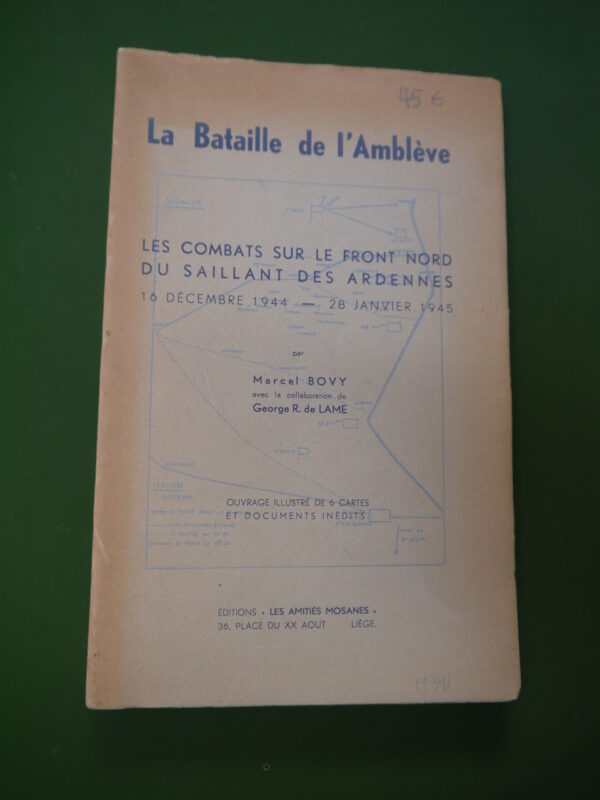 45 €
La Bataille de l'Amblève
LES COMBATS SUR LE FRONT NORD
DU SAILLANT DES ARDENNES
16 DÉCEMBRE 1944 — 28 JANVIER 1945
par
Marcel BOVY
avec la collaboration de
George R. de LAME
LÉGENDE
OUVRAGE ILLUSTRÉ DE 6 CARTES
ET DOCUMENTS INÉDITS
ÉDITIONS « LES AMITIÉS MOSANES »
36, PLACE DU XX AOUT LIÈGE.